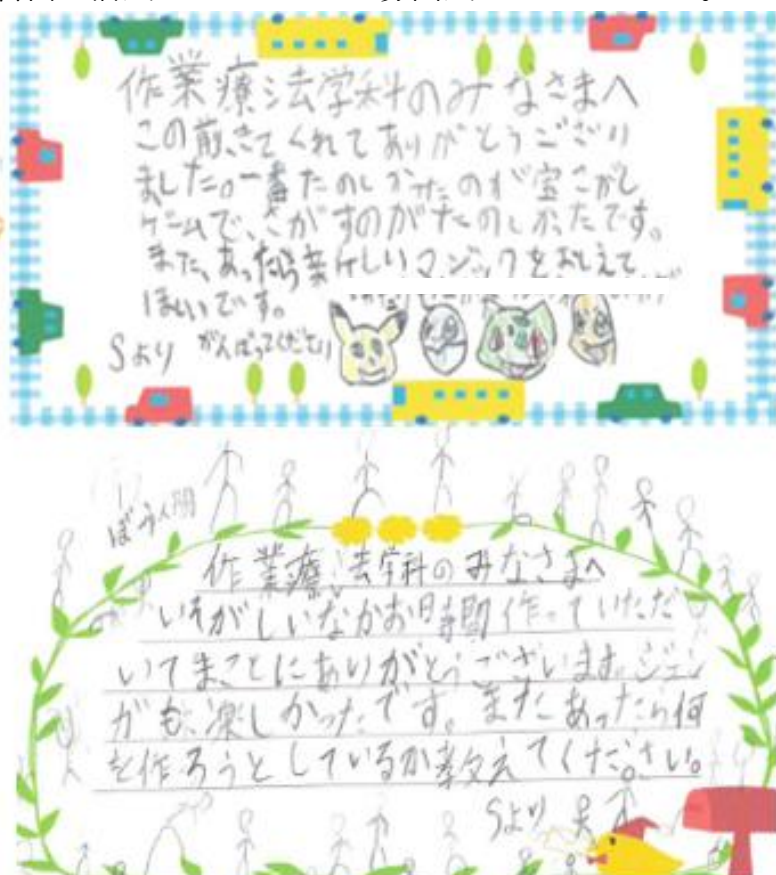 作業療法学科のみなさまへ
この前、きてくれてありがとうござい
ました。一番たのしかったのが宝さがし
ゲームで、さがすのがたのしかったです。
また、あったら新しいマジックをおしえて
ほしいです。
Sより がんばってください
ぼう人間
作業療法学科のみなさまへ
いそがしいなかお時間作っていただ
いてまことにありがとうございます。ジェン
ガも、楽しかったです。またあったら何
を作ろうとしているか教えてください。
Sより